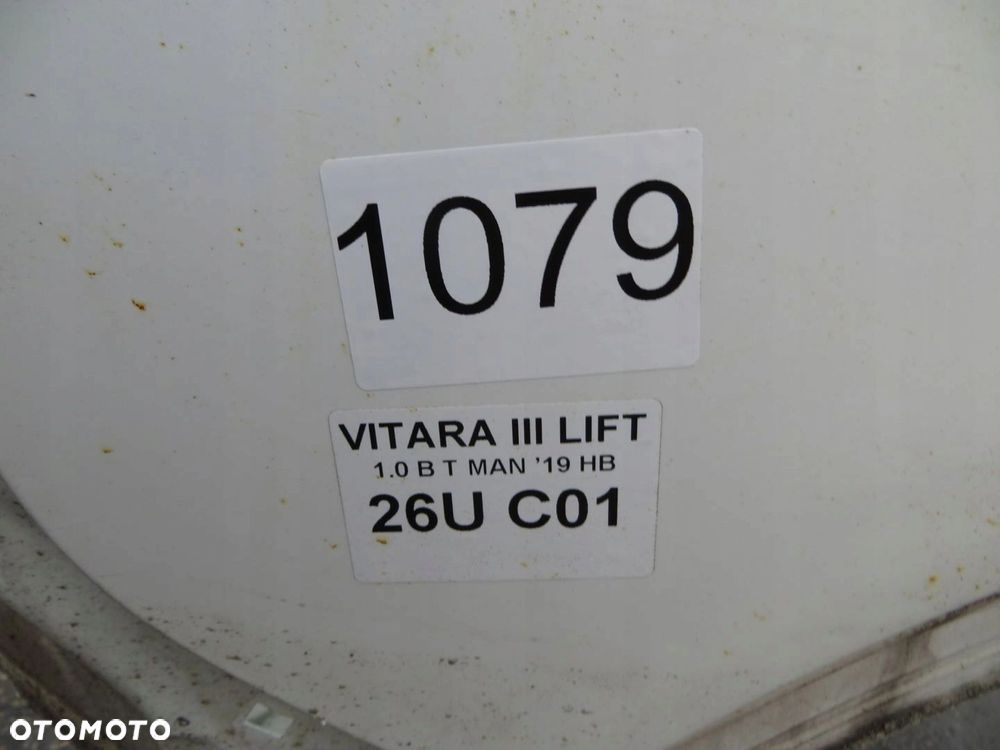 1079
VITARA III LIFT
1.0 B T MAN '19 HB
26U C01
OTOMOTO